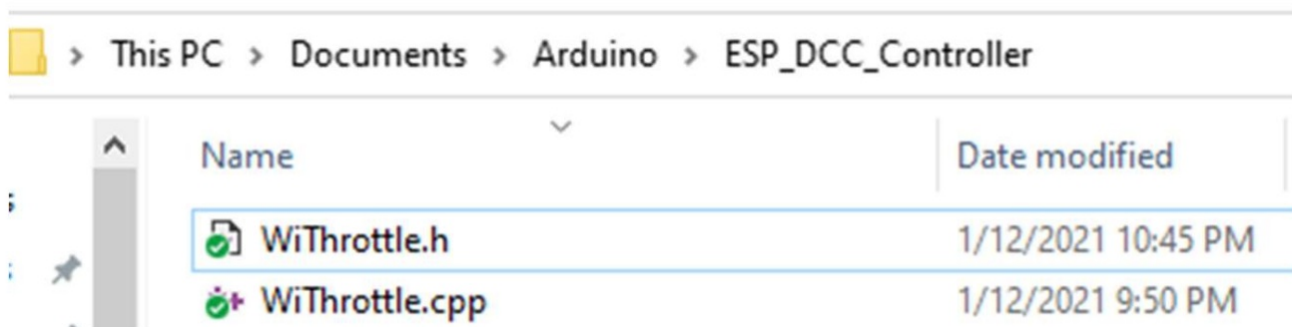 > This PC > Documents > Arduino > ESP_DCC_Controller
Name Date modified
WiThrottle.h 1/12/2021 10:45 PM
WiThrottle.cpp 1/12/2021 9:50 PM